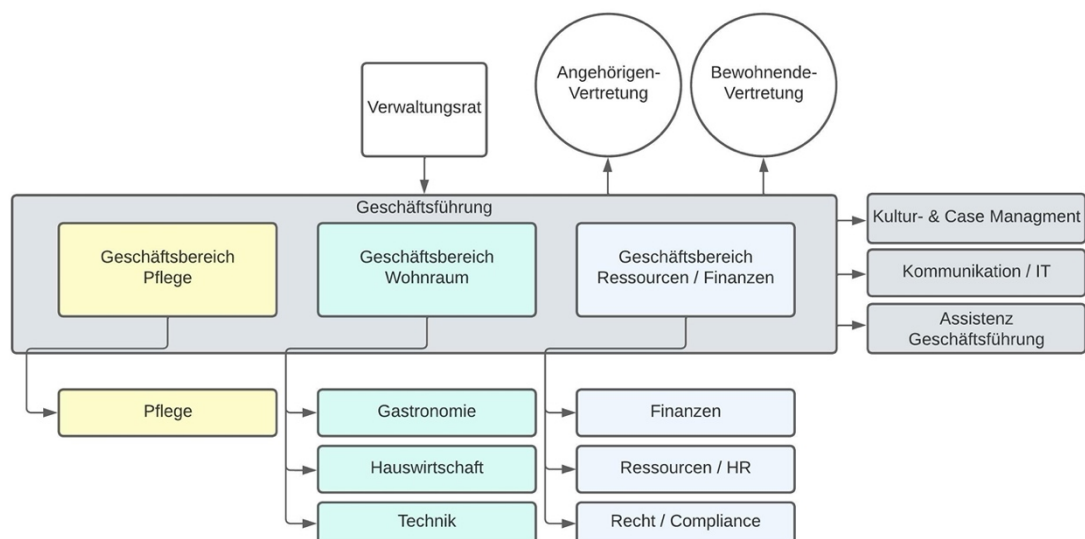 Angehörigen-
Vertretung
Bewohnende-
Vertretung
Verwaltungsrat
Geschäftsführung
Geschäftsbereich
Pflege
Geschäftsbereich
Wohnraum
Geschäftsbereich
Ressourcen / Finanzen
Kultur- & Case Managment
Kommunikation / IT
Assistenz
Geschäftsführung
Pflege
Gastronomie
Finanzen
Hauswirtschaft
Ressourcen / HR
Technik
Recht / Compliance